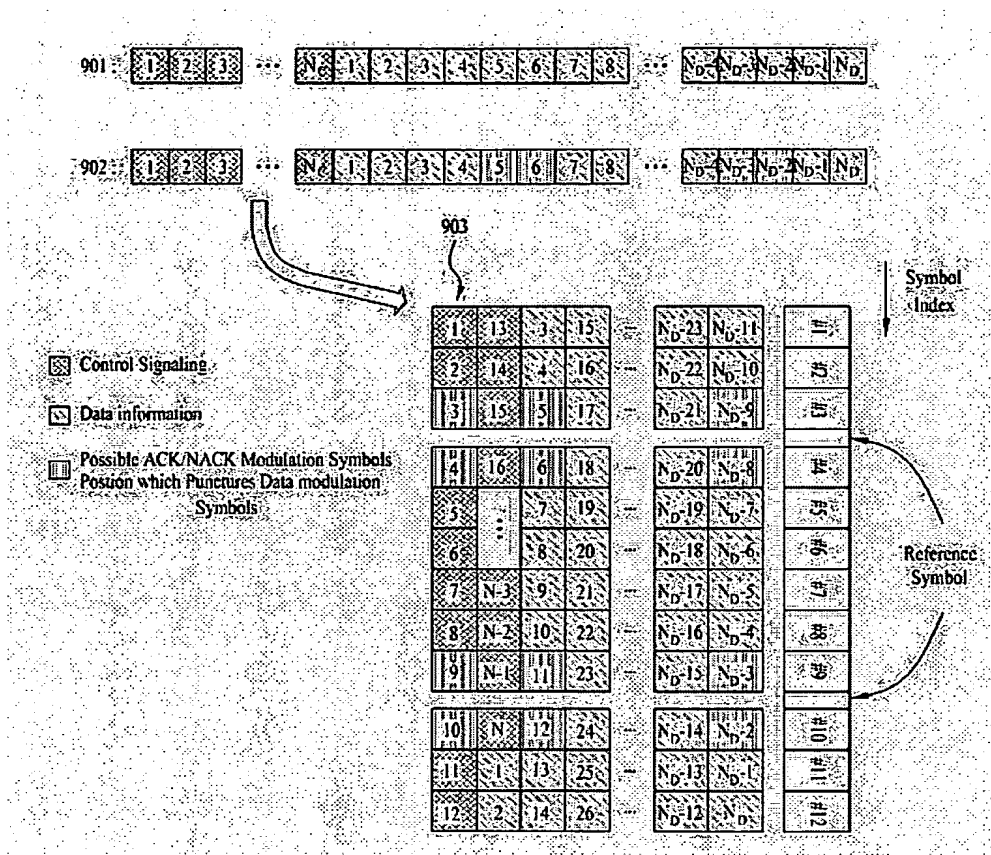 901 : 1 2 3 ... N_C 1 2 3 4 5 6 7 8 ... N_D-4 N_D-3 N_D-2 N_D-1 N_D
902 : 1 2 3 ... N_C 1 2 3 4 5 6 7 8 ... N_D-4 N_D-3 N_D-2 N_D-1 N_D
903
Symbol
Index
1 13 3 15 ... N_D-23 N_D-11 #1
2 14 4 16 ... N_D-22 N_D-10 #2
3 15 5 17 ... N_D-21 N_D-9 #3
4 16 6 18 ... N_D-20 N_D-8 #4
5 ... 7 19 ... N_D-19 N_D-7 #5
6 8 20 ... N_D-18 N_D-6 #6
7 N-3 9 21 ... N_D-17 N_D-5 #7
8 N-2 10 22 ... N_D-16 N_D-4 #8
9 N-1 11 23 ... N_D-15 N_D-3 #9
10 N 12 24 ... N_D-14 N_D-2 #10
11 1 13 25 ... N_D-13 N_D-1 #11
12 2 14 26 ... N_D-12 N_D #12
Control Signaling
Data information
Possible ACK/NACK Modulation Symbols
Postion which Punctures Data modulation
Symbols
Reference
Symbol